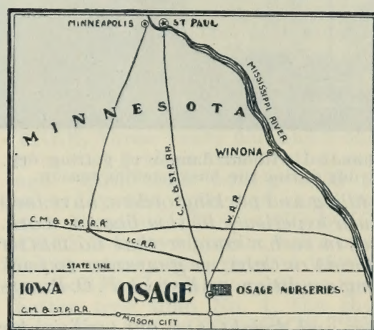 MINNEAPOLIS ST PAUL
MINNESOTA
MISSISSIPPI RIVER
WINONA
C.M. & ST. P. R.R.
W.R.R.
C.M. & ST. P. R.R.
I.C. R.R.
STATE LINE
IOWA OSAGE OSAGE NURSERIES
MASON CITY
C.M. & ST. P. R.R.